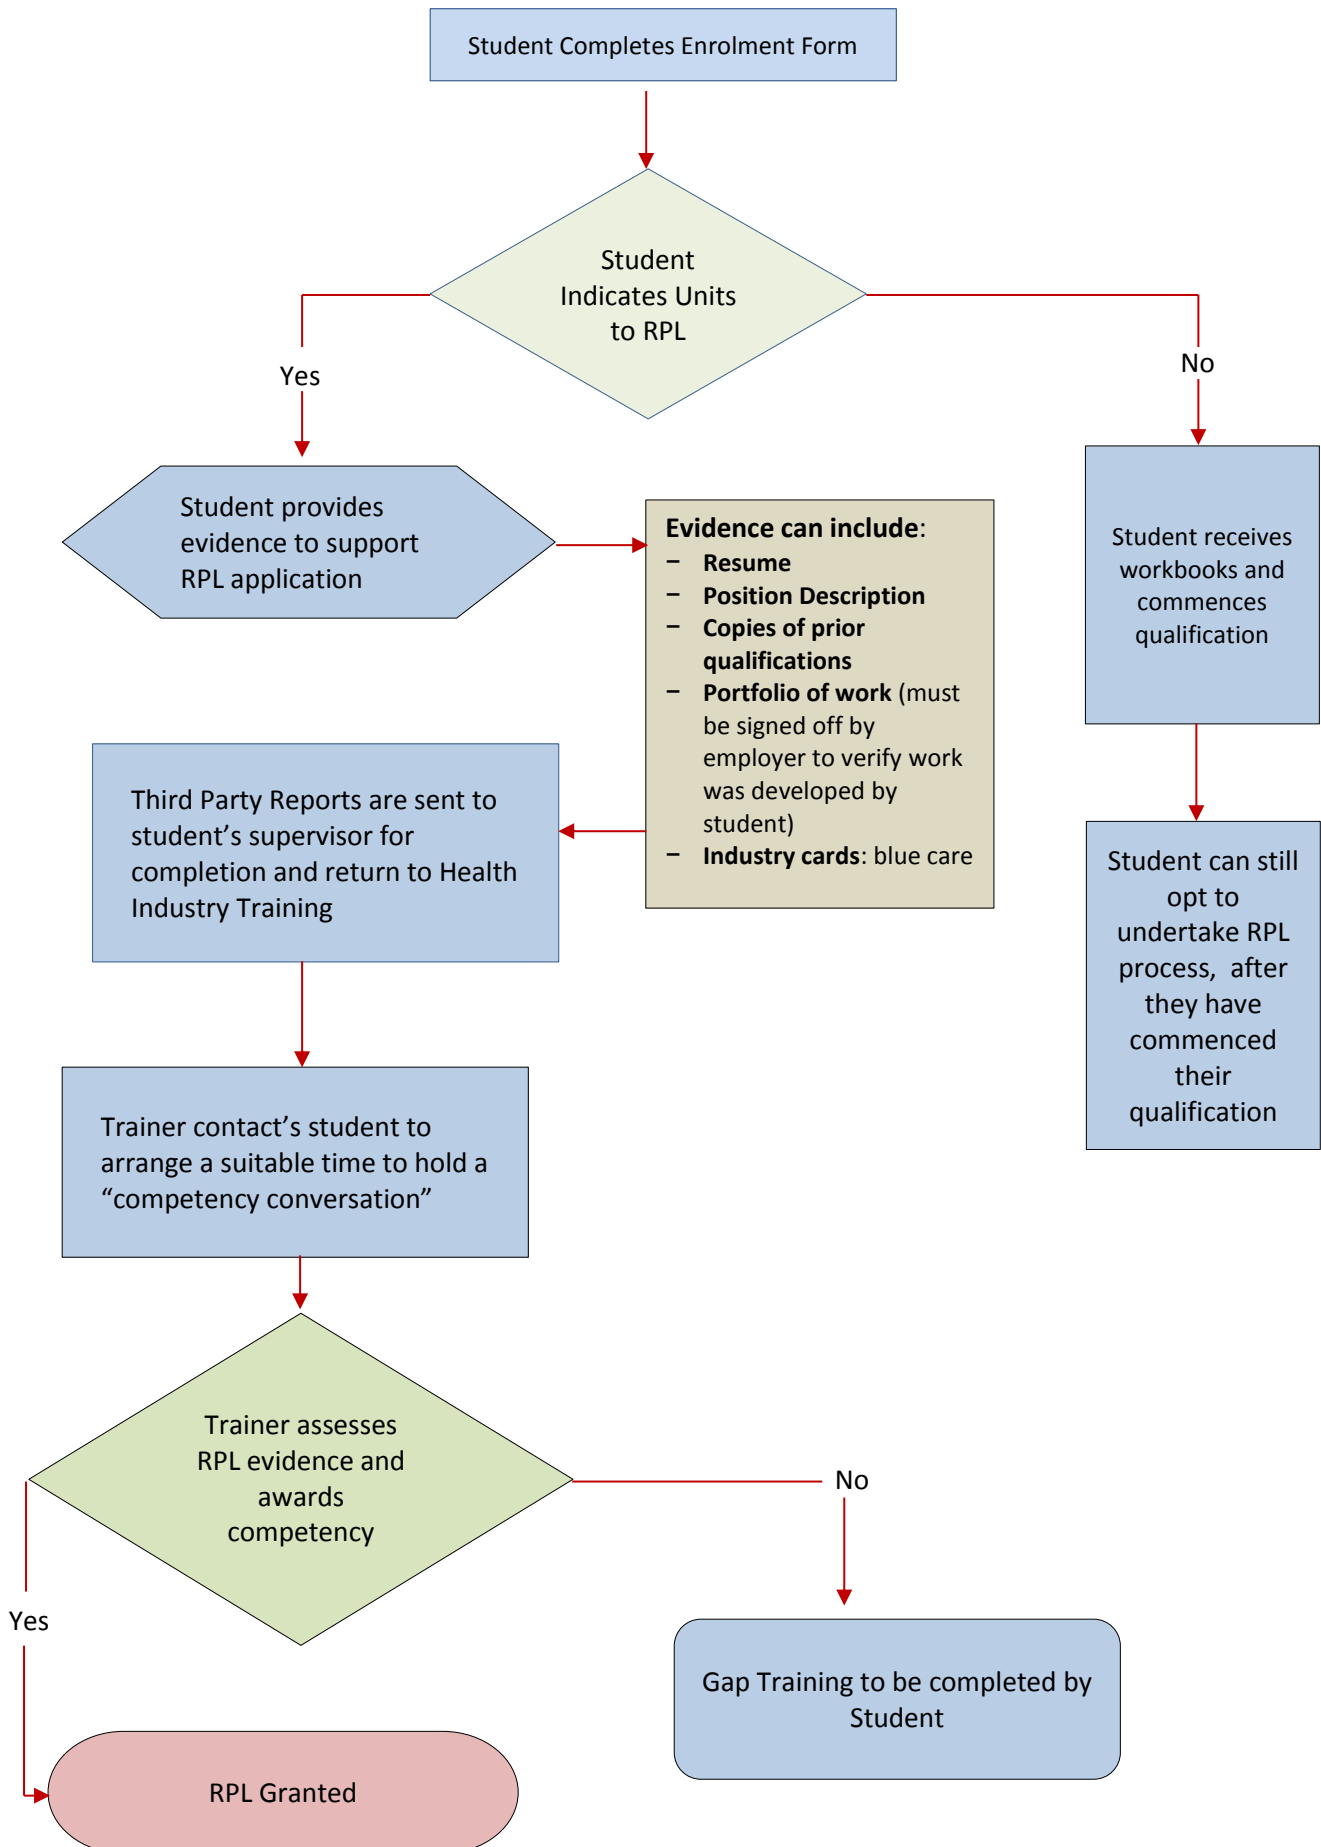 Student Completes Enrolment Form
Student
Indicates Units
to RPL
Yes
No
Student provides
evidence to support
RPL application
Evidence can include:
– Resume
– Position Description
– Copies of prior
qualifications
– Portfolio of work (must
be signed off by
employer to verify work
was developed by
student)
– Industry cards: blue care
Student receives
workbooks and
commences
qualification
Third Party Reports are sent to
student’s supervisor for
completion and return to Health
Industry Training
Student can still
opt to
undertake RPL
process, after
they have
commenced
their
qualification
Trainer contact’s student to
arrange a suitable time to hold a
“competency conversation”
Trainer assesses
RPL evidence and
awards
competency
No
Yes
Gap Training to be completed by
Student
RPL Granted